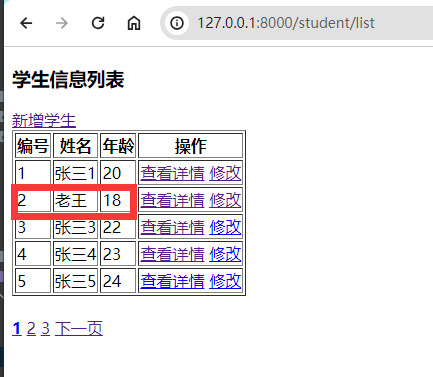 127.0.0.1:8000/student/list
学生信息列表
新增学生
编号 姓名 年龄 操作
1 张三1 20 查看详情 修改
2 老王 18 查看详情 修改
3 张三3 22 查看详情 修改
4 张三4 23 查看详情 修改
5 张三5 24 查看详情 修改
1 2 3 下一页